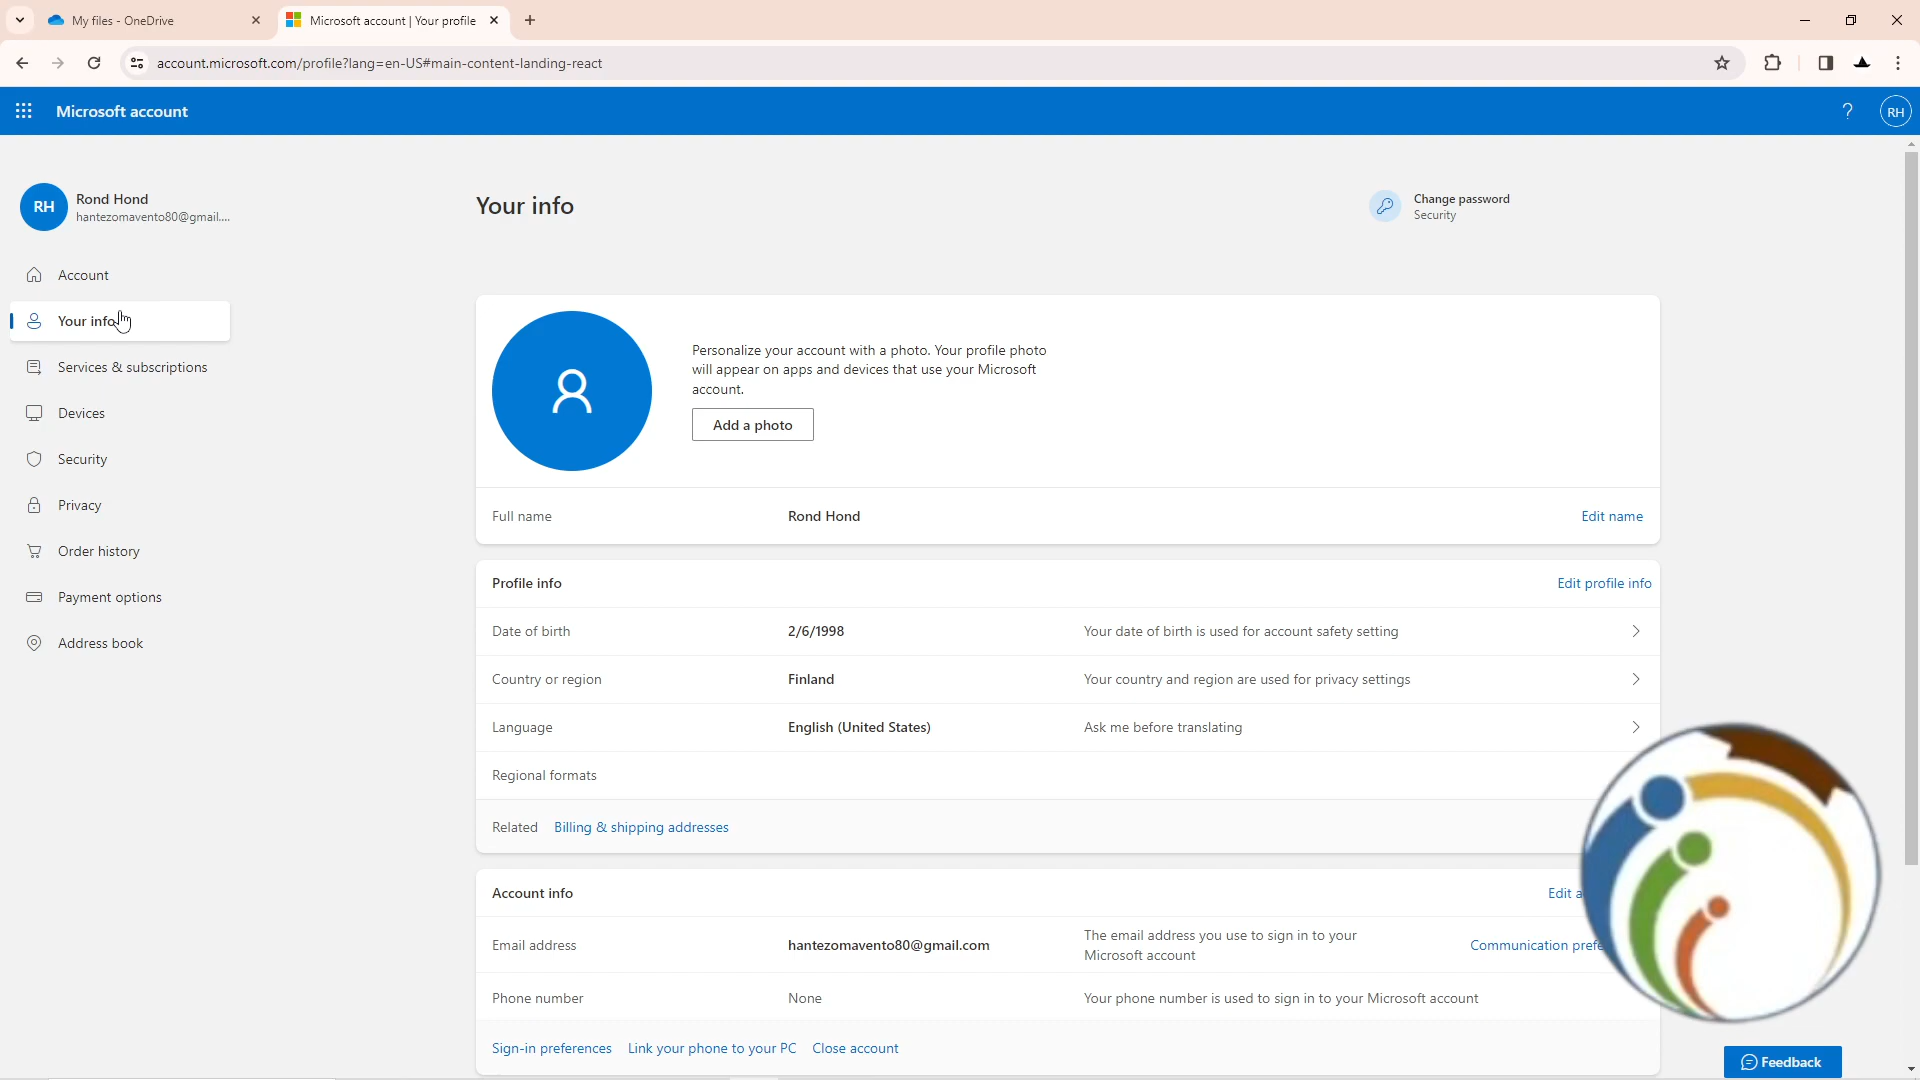 My files - OneDrive
Microsoft account | Your profile
account.microsoft.com/profile?lang=en-US#main-content-landing-react
Microsoft account
?
RH
RH
Rond Hond
hantezomavento80@gmail....
Account
Your info
Services & subscriptions
Devices
Security
Privacy
Order history
Payment options
Address book
Your info
Change password
Security
Personalize your account with a photo. Your profile photo
will appear on apps and devices that use your Microsoft
account.
Add a photo
Full name Rond Hond Edit name
Profile info Edit profile info
Date of birth 2/6/1998 Your date of birth is used for account safety setting
Country or region Finland Your country and region are used for privacy settings
Language English (United States) Ask me before translating
Regional formats
Related Billing & shipping addresses
Account info Edit a
Email address hantezomavento80@gmail.com The email address you use to sign in to your
Microsoft account
Communication prefe
Phone number None Your phone number is used to sign in to your Microsoft account
Sign-in preferences Link your phone to your PC Close account
Feedback